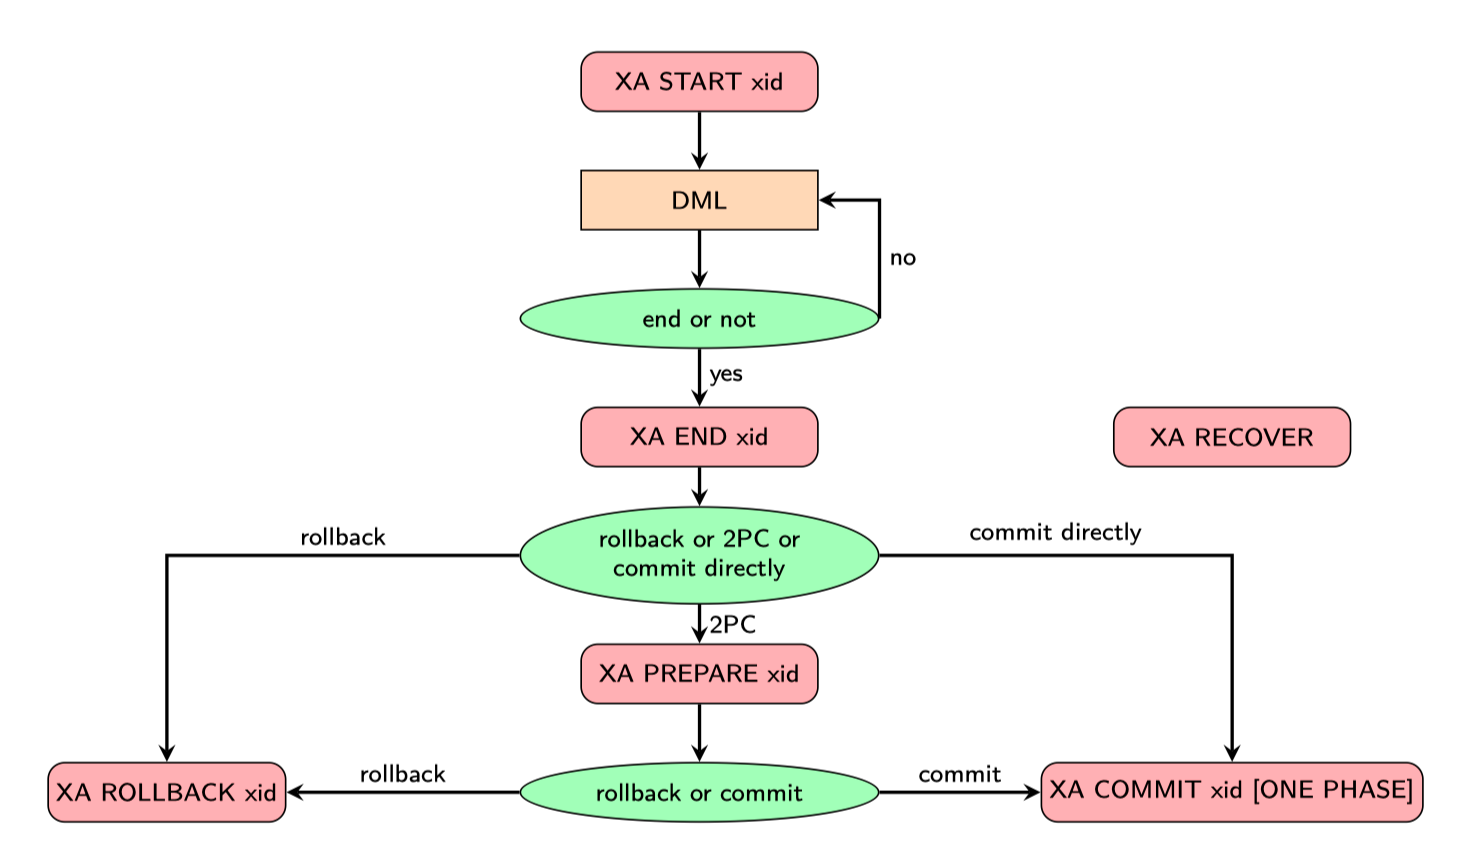 XA START xid
DML
no
end or not
yes
XA END xid
XA RECOVER
rollback
rollback or 2PC or
commit directly
commit directly
2PC
XA PREPARE xid
XA ROLLBACK xid
rollback
rollback or commit
commit
XA COMMIT xid [ONE PHASE]